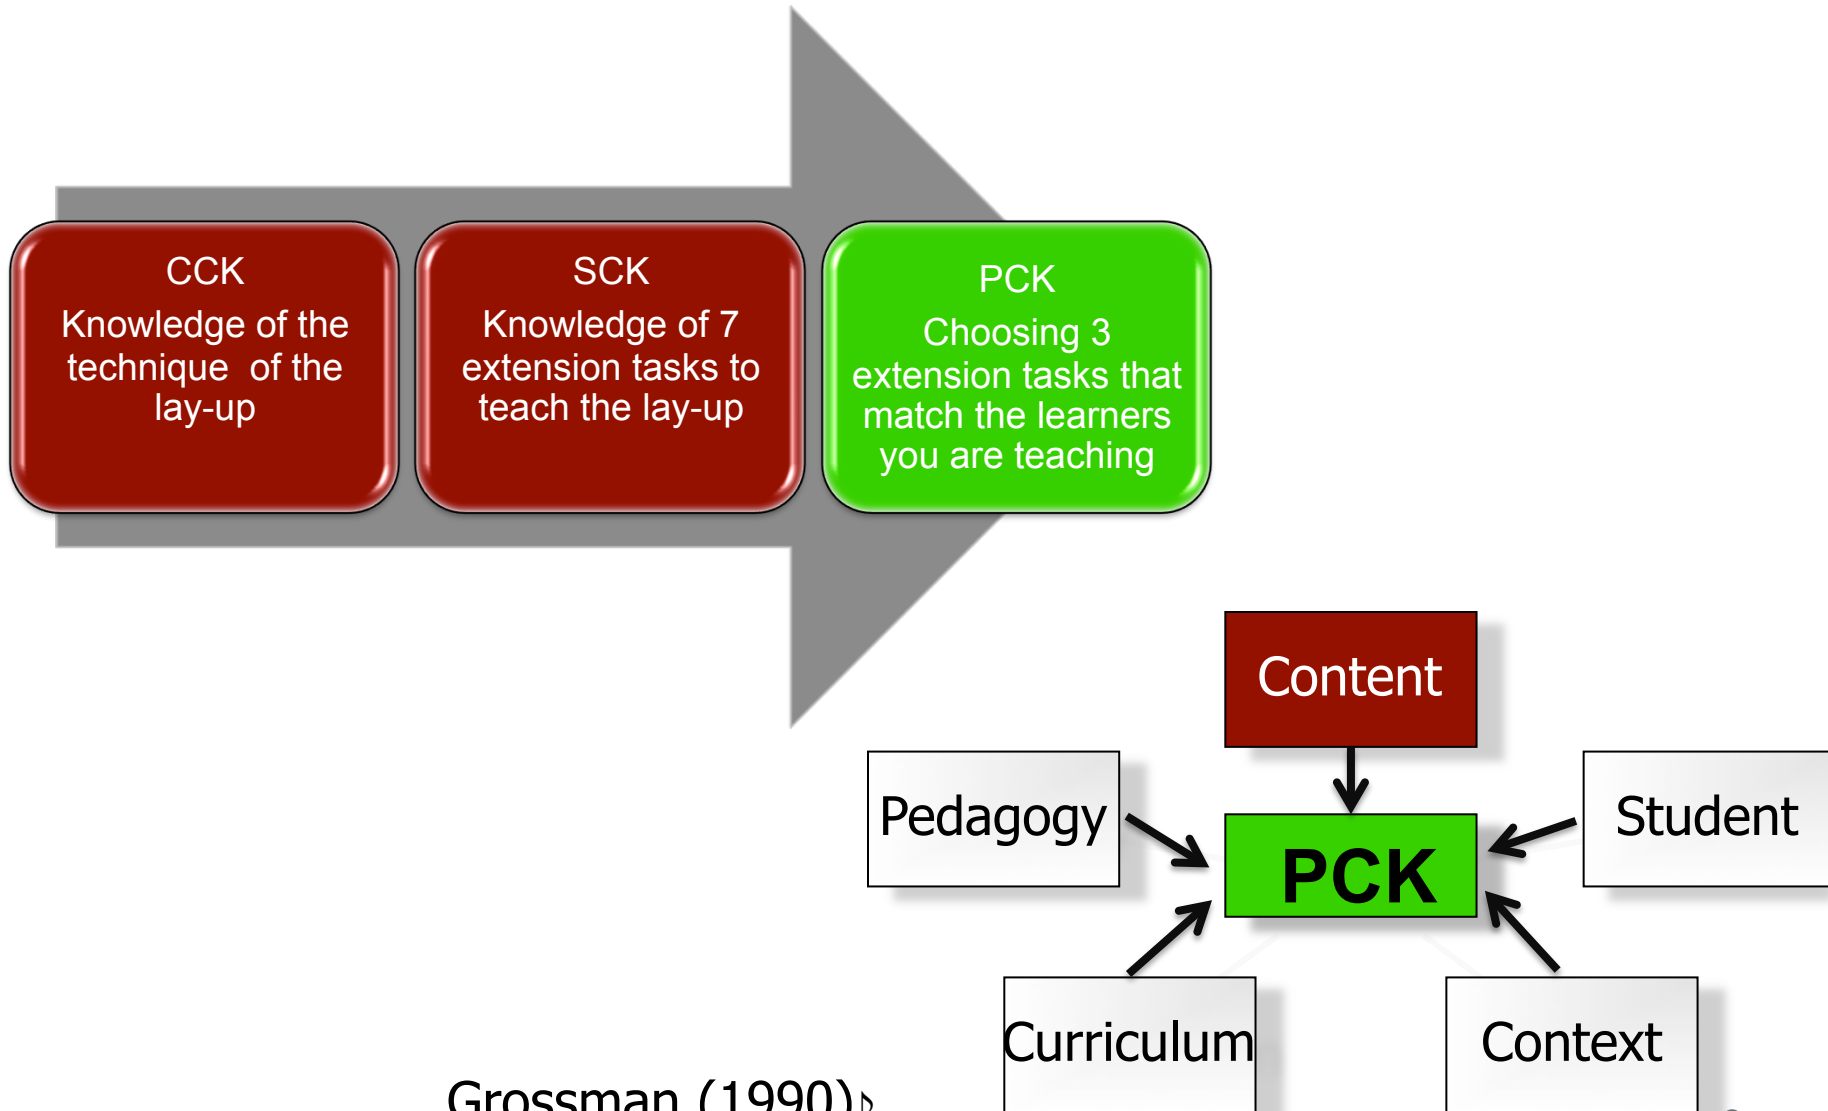 CCK
Knowledge of the
technique of the
lay-up
SCK
Knowledge of 7
extension tasks to
teach the lay-up
PCK
Choosing 3
extension tasks that
match the learners
you are teaching
Content
Pedagogy
PCK
Student
Curriculum
Context
Grossman (1990)